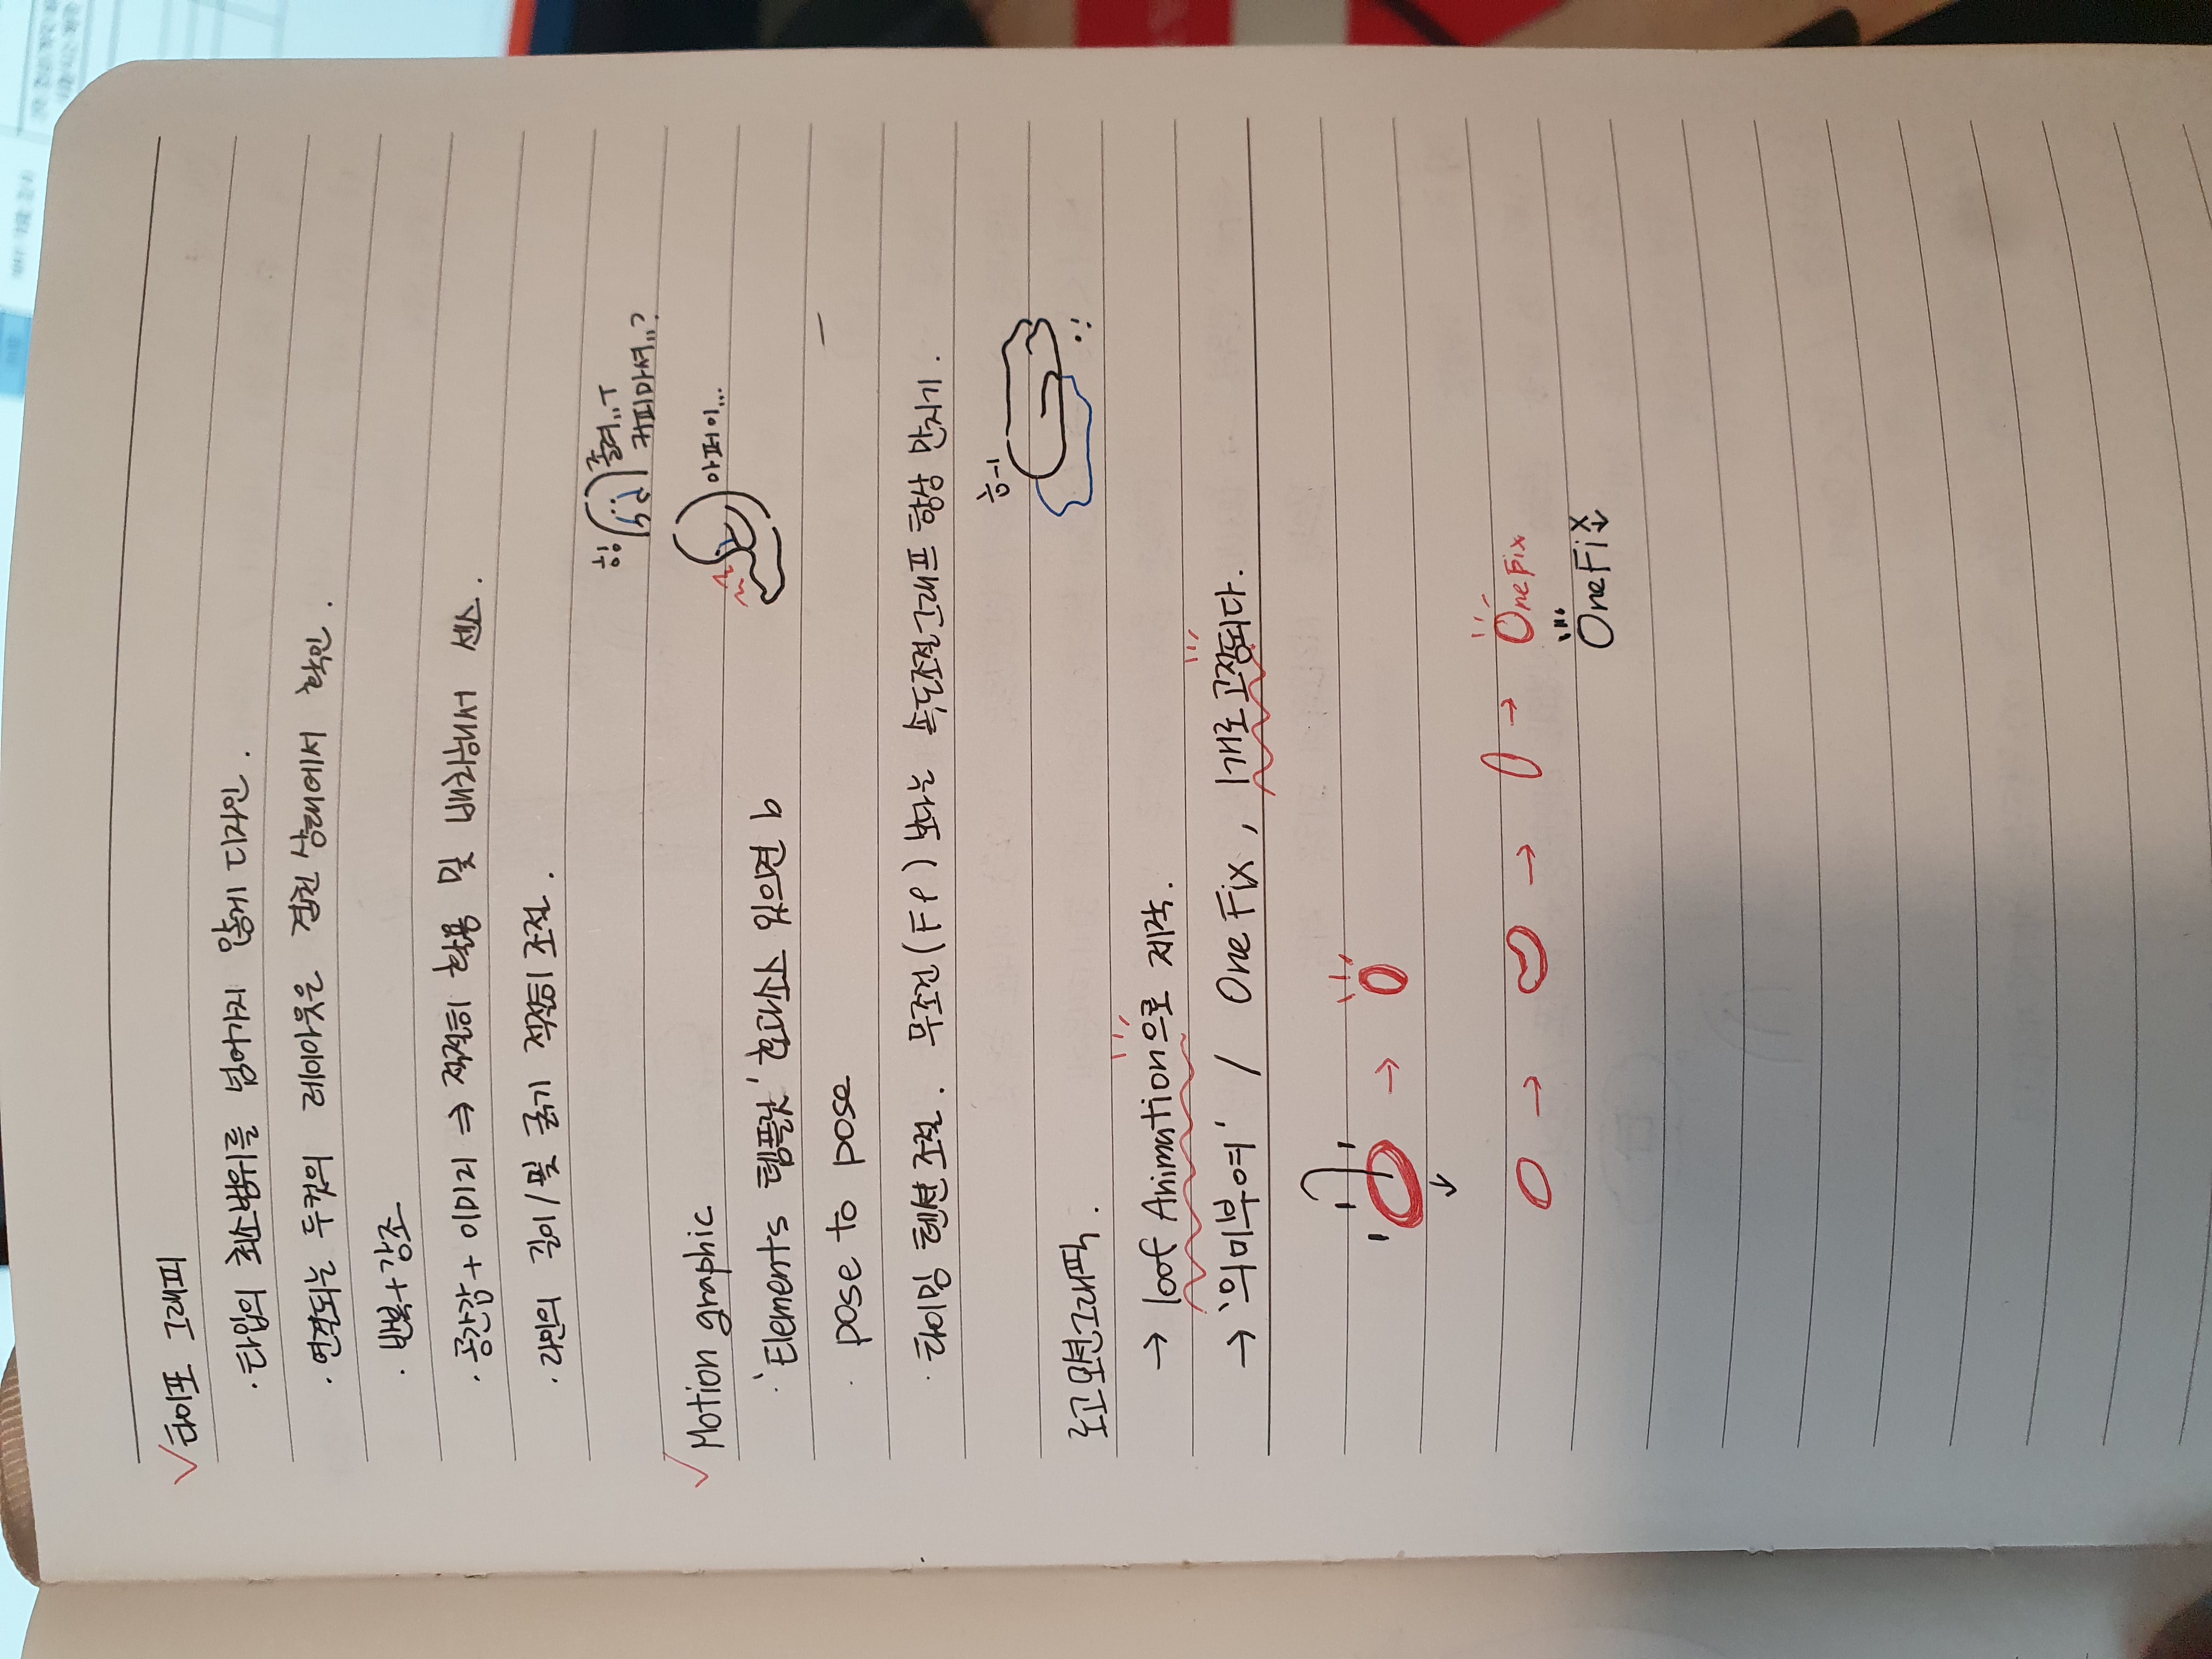 타이포 그래피
· 타입의 최소범위를 넘어가지 않게 디자인.
· 연결되는 두컷의 레이아웃은 겹친 상태에서 확인.
· 반복+강조
· 공간감+이미지 ⇒ 적절히 활용 및 배치해서 센스.
· 라인의 길이/및 굵기 적절히 조절.
힝
졸려..ㅜ
커피마셔..?
Motion graphic
아퍼이...
· 'Elements 템플릿' 효과소스 있으면 b
· pose to pose
· 타이밍 텐션 조절. 무조건(F9) 보다는 속도조절그래프 항상 만지기.
흐ㅓ
로고 모션그래픽.
→ loof Animation으로 제작.
→ '의미부여' / One Fix, 1개로 고정되다.
→
→ → → OneFix
OneFix